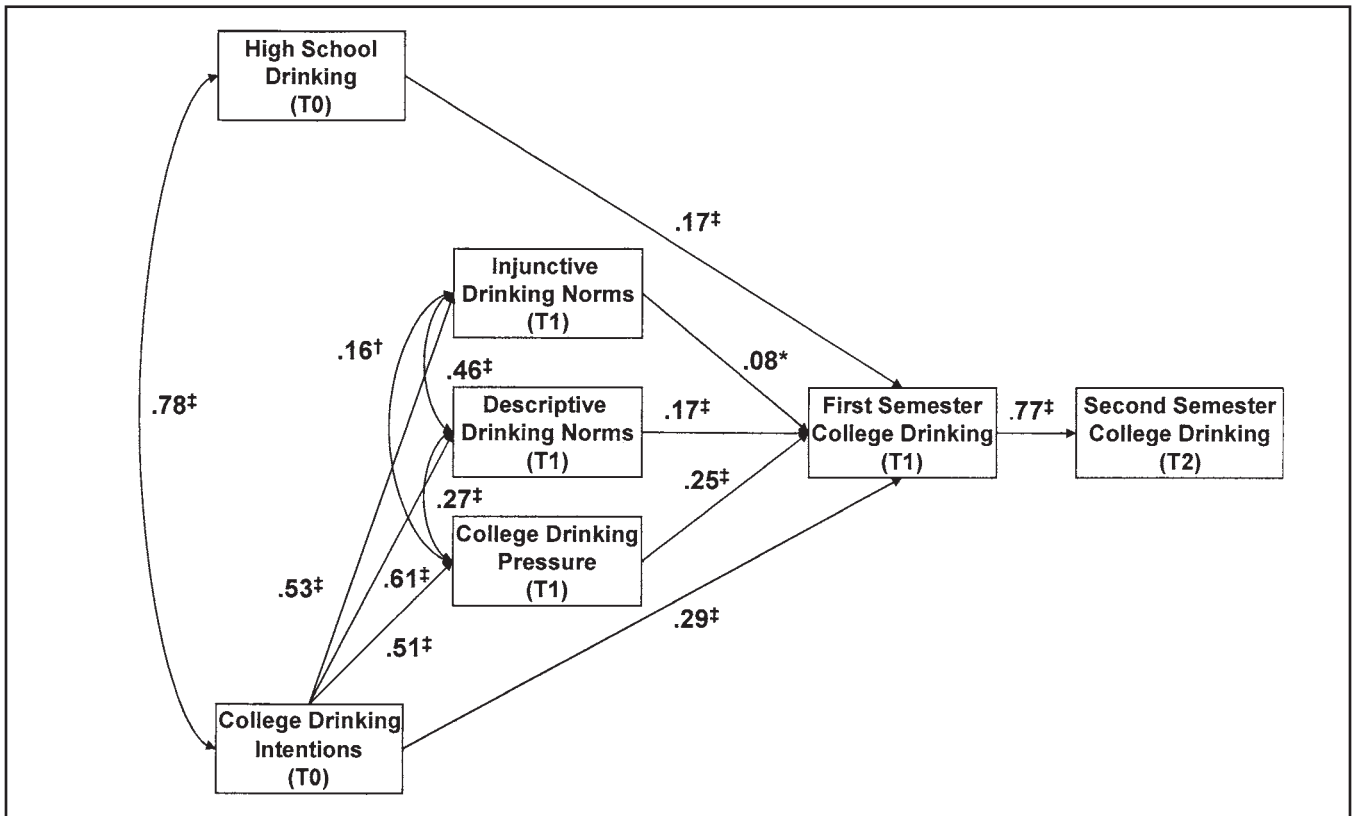 High School
Drinking
(T0)
.17‡
Injunctive
Drinking Norms
(T1)
.16†
.46‡
.08*
.78‡
Descriptive
Drinking Norms
(T1)
.17‡
First Semester
College Drinking
(T1)
.77‡
Second Semester
College Drinking
(T2)
.27‡
.25‡
College Drinking
Pressure
(T1)
.53‡
.61‡
.51‡
.29‡
College Drinking
Intentions
(T0)